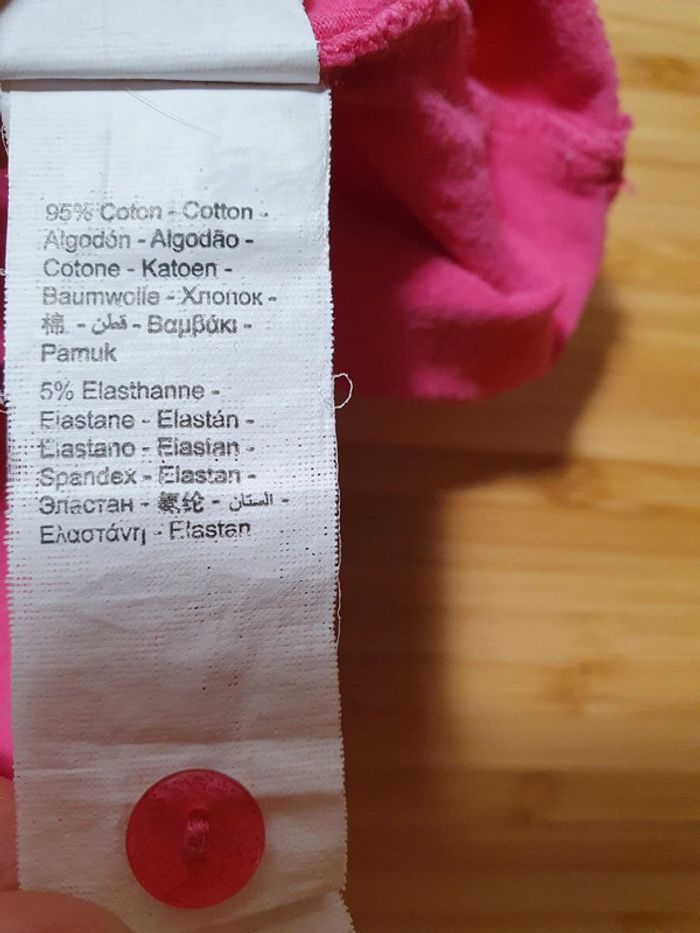 95% Coton - Cotton -
Algodón - Algodão -
Cotone - Katoen -
Baumwolle - Хлопок -
棉 - قطن - Βαμβάκι -
Pamuk
5% Elasthanne -
Elastane - Elastán -
Elastano - Elastan -
Spandex - Elastan -
Эластан - 氨纶 - الستان -
Ελαστάνη - Elastan